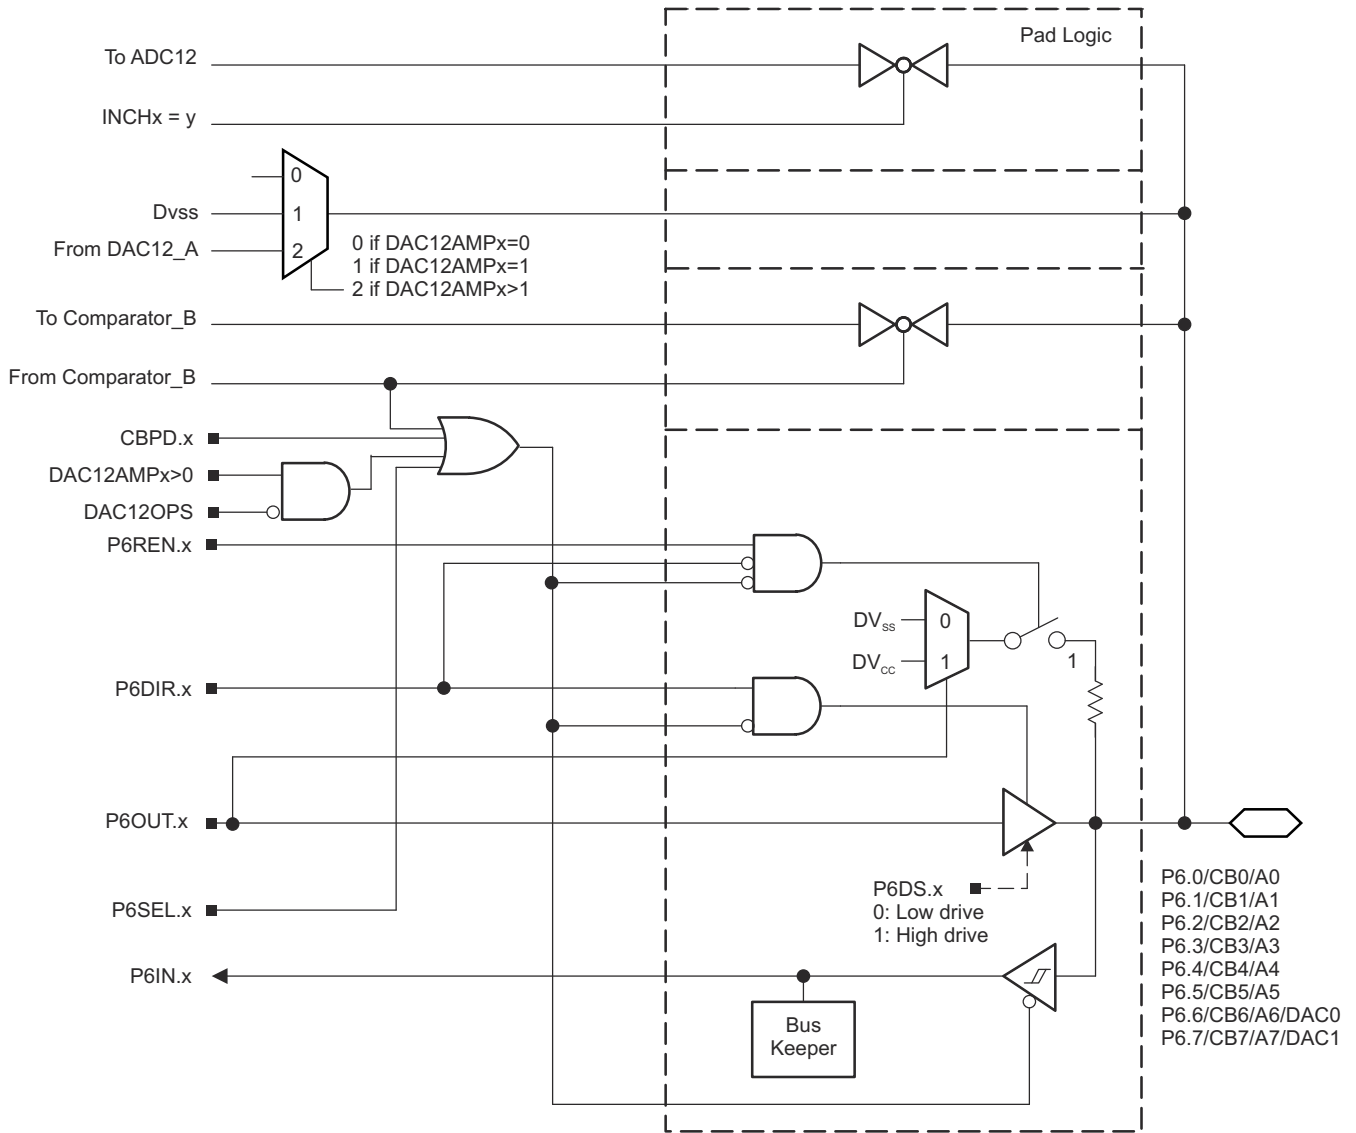 Pad Logic
To ADC12
INCHx = y
0
Dvss
1
From DAC12_A
2
0 if DAC12AMPx=0
1 if DAC12AMPx=1
2 if DAC12AMPx>1
To Comparator_B
From Comparator_B
CBPD.x
DAC12AMPx>0
DAC12OPS
P6REN.x
DVSS
0
DVCC
1
1
P6DIR.x
P6OUT.x
P6DS.x
0: Low drive
1: High drive
P6SEL.x
P6IN.x
Bus
Keeper
P6.0/CB0/A0
P6.1/CB1/A1
P6.2/CB2/A2
P6.3/CB3/A3
P6.4/CB4/A4
P6.5/CB5/A5
P6.6/CB6/A6/DAC0
P6.7/CB7/A7/DAC1